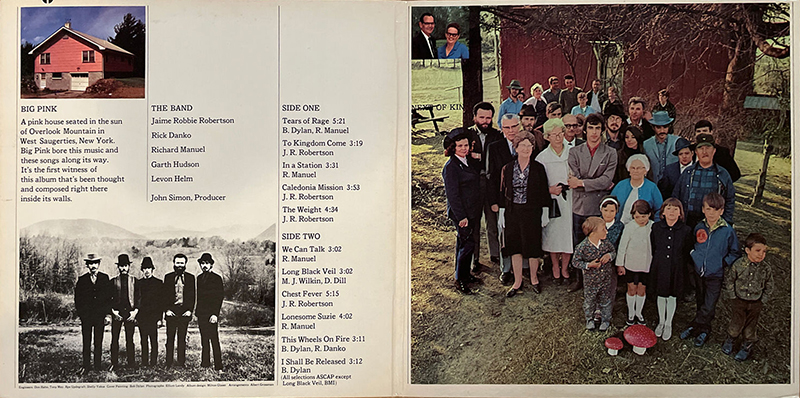 BIG PINK
A pink house seated in the sun
of Overlook Mountain in
West Saugerties, New York.
Big Pink bore this music and
these songs along its way.
It's the first witness of
this album that's been thought
and composed right there
inside its walls.
THE BAND
Jaime Robbie Robertson
Rick Danko
Richard Manuel
Garth Hudson
Levon Helm
John Simon, Producer
SIDE ONE
Tears of Rage 5:21
B. Dylan, R. Manuel
To Kingdom Come 3:19
J. R. Robertson
In a Station 3:31
R. Manuel
Caledonia Mission 3:53
J. R. Robertson
The Weight 4:34
J. R. Robertson
SIDE TWO
We Can Talk 3:02
R. Manuel
Long Black Veil 3:02
M. J. Wilkin, D. Dill
Chest Fever 5:15
J. R. Robertson
Lonesome Suzie 4:02
R. Manuel
This Wheels On Fire 3:11
B. Dylan, R. Danko
I Shall Be Released 3:12
B. Dylan
(All selections ASCAP except
Long Black Veil, BMI)
NEXT OF KIN